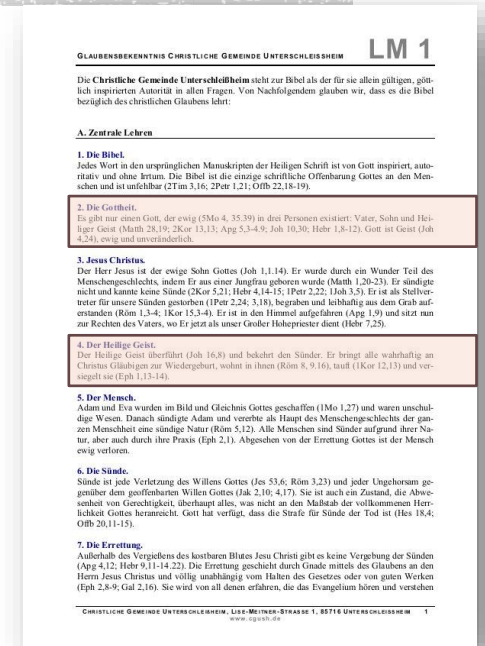 GLAUBENSBEKENNTNIS CHRISTLICHE GEMEINDE UNTERSCHLEISSHEIM
LM 1
Die Christliche Gemeinde Unterschleißheim steht zur Bibel als der für sie allein gültigen, gött-
lich inspirierten Autorität in allen Fragen. Von Nachfolgendem glauben wir, dass es die Bibel
bezüglich des christlichen Glaubens lehrt:
A. Zentrale Lehren
1. Die Bibel.
Jedes Wort in den ursprünglichen Manuskripten der Heiligen Schrift ist von Gott inspiriert, auto-
ritativ und ohne Irrtum. Die Bibel ist die einzige schriftliche Offenbarung Gottes an den Men-
schen und ist unfehlbar (2Tim 3,16; 2Petr 1,21; Offb 22,18-19).
2. Die Gottheit.
Es gibt nur einen Gott, der ewig (5Mo 4, 35.39) in drei Personen existiert: Vater, Sohn und Hei-
liger Geist (Matth 28,19; 2Kor 13,13; Apg 5,3-4.9; Joh 10,30; Hebr 1,8-12). Gott ist Geist (Joh
4,24), ewig und unveränderlich.
3. Jesus Christus.
Der Herr Jesus ist der ewige Sohn Gottes (Joh 1,1.14). Er wurde durch ein Wunder Teil des
Menschengeschlechts, indem Er aus einer Jungfrau geboren wurde (Matth 1,20-23). Er sündigte
nicht und kannte keine Sünde (2Kor 5,21; Hebr 4,14-15; 1Petr 2,22; 1Joh 3,5). Er ist als Stellver-
treter für unsere Sünden gestorben (1Petr 2,24; 3,18), begraben und leibhaftig aus dem Grab auf-
erstanden (Röm 1,3-4; 1Kor 15,3-4). Er ist in den Himmel aufgefahren (Apg 1,9) und sitzt nun
zur Rechten des Vaters, wo Er jetzt als unser Großer Hohepriester dient (Hebr 7,25).
4. Der Heilige Geist.
Der Heilige Geist überführt (Joh 16,8) und bekehrt den Sünder. Er bringt alle wahrhaftig an
Christus Gläubigen zur Wiedergeburt, wohnt in ihnen (Röm 8, 9.16), tauft (1Kor 12,13) und ver-
siegelt sie (Eph 1,13-14).
5. Der Mensch.
Adam und Eva wurden im Bild und Gleichnis Gottes geschaffen (1Mo 1,27) und waren unschul-
dige Wesen. Danach sündigte Adam und vererbte als Haupt des Menschengeschlechts der gan-
zen Menschheit eine sündige Natur (Röm 5,12). Alle Menschen sind Sünder aufgrund ihrer Na-
tur, aber auch durch ihre Praxis (Eph 2,1). Abgesehen von der Errettung Gottes ist der Mensch
ewig verloren.
6. Die Sünde.
Sünde ist jede Verletzung des Willens Gottes (Jes 53,6; Röm 3,23) und jeder Ungehorsam ge-
genüber dem geoffenbarten Willen Gottes (Jak 2,10; 4,17). Sie ist auch ein Zustand, die Abwe-
senheit von Gerechtigkeit, überhaupt alles, was nicht an den Maßstab der vollkommenen Herr-
lichkeit Gottes heranreicht. Gott hat verfügt, dass die Strafe für Sünde der Tod ist (Hes 18,4;
Offb 20,11-15).
7. Die Errettung.
Außerhalb des Vergießens des kostbaren Blutes Jesu Christi gibt es keine Vergebung der Sünden
(Apg 4,12; Hebr 9,11-14.22). Die Errettung geschieht durch Gnade mittels des Glaubens an den
Herrn Jesus Christus und völlig unabhängig vom Halten des Gesetzes oder von guten Werken
(Eph 2,8-9; Gal 2,16). Sie wird von all denen erfahren, die das Evangelium hören und verstehen
CHRISTLICHE GEMEINDE UNTERSCHLEIßHEIM, LISE-MEITNER-STRASSE 1, 85716 UNTERSCHLEISSHEIM 1
www.cgush.de